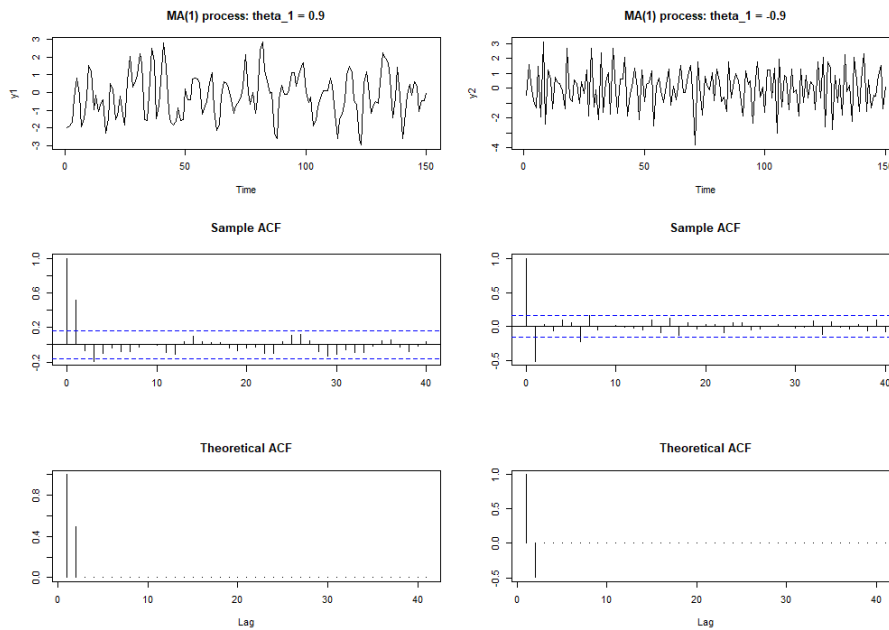 MA(1) process: theta_1 = 0.9
y1
3
2
1
0
-1
-2
-3
0 50 100 150
Time
MA(1) process: theta_1 = -0.9
y2
3
2
1
0
-2
-4
50 100 150
Time
Sample ACF
1.0
0.6
0.2
-0.2
0 10 20 30 40
Sample ACF
1.0
0.5
0.0
-0.5
0 10 20 30 40
Theoretical ACF
0.8
0.4
0.0
0 10 20 30 40
Lag
Theoretical ACF
1.0
0.5
0.0
-0.5
0 10 20 30 40
Lag